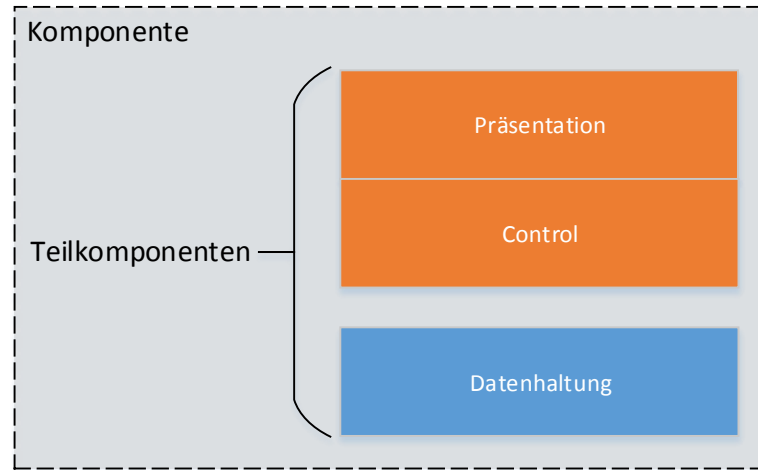 Komponente
Präsentation
Control
Teilkomponenten
Datenhaltung